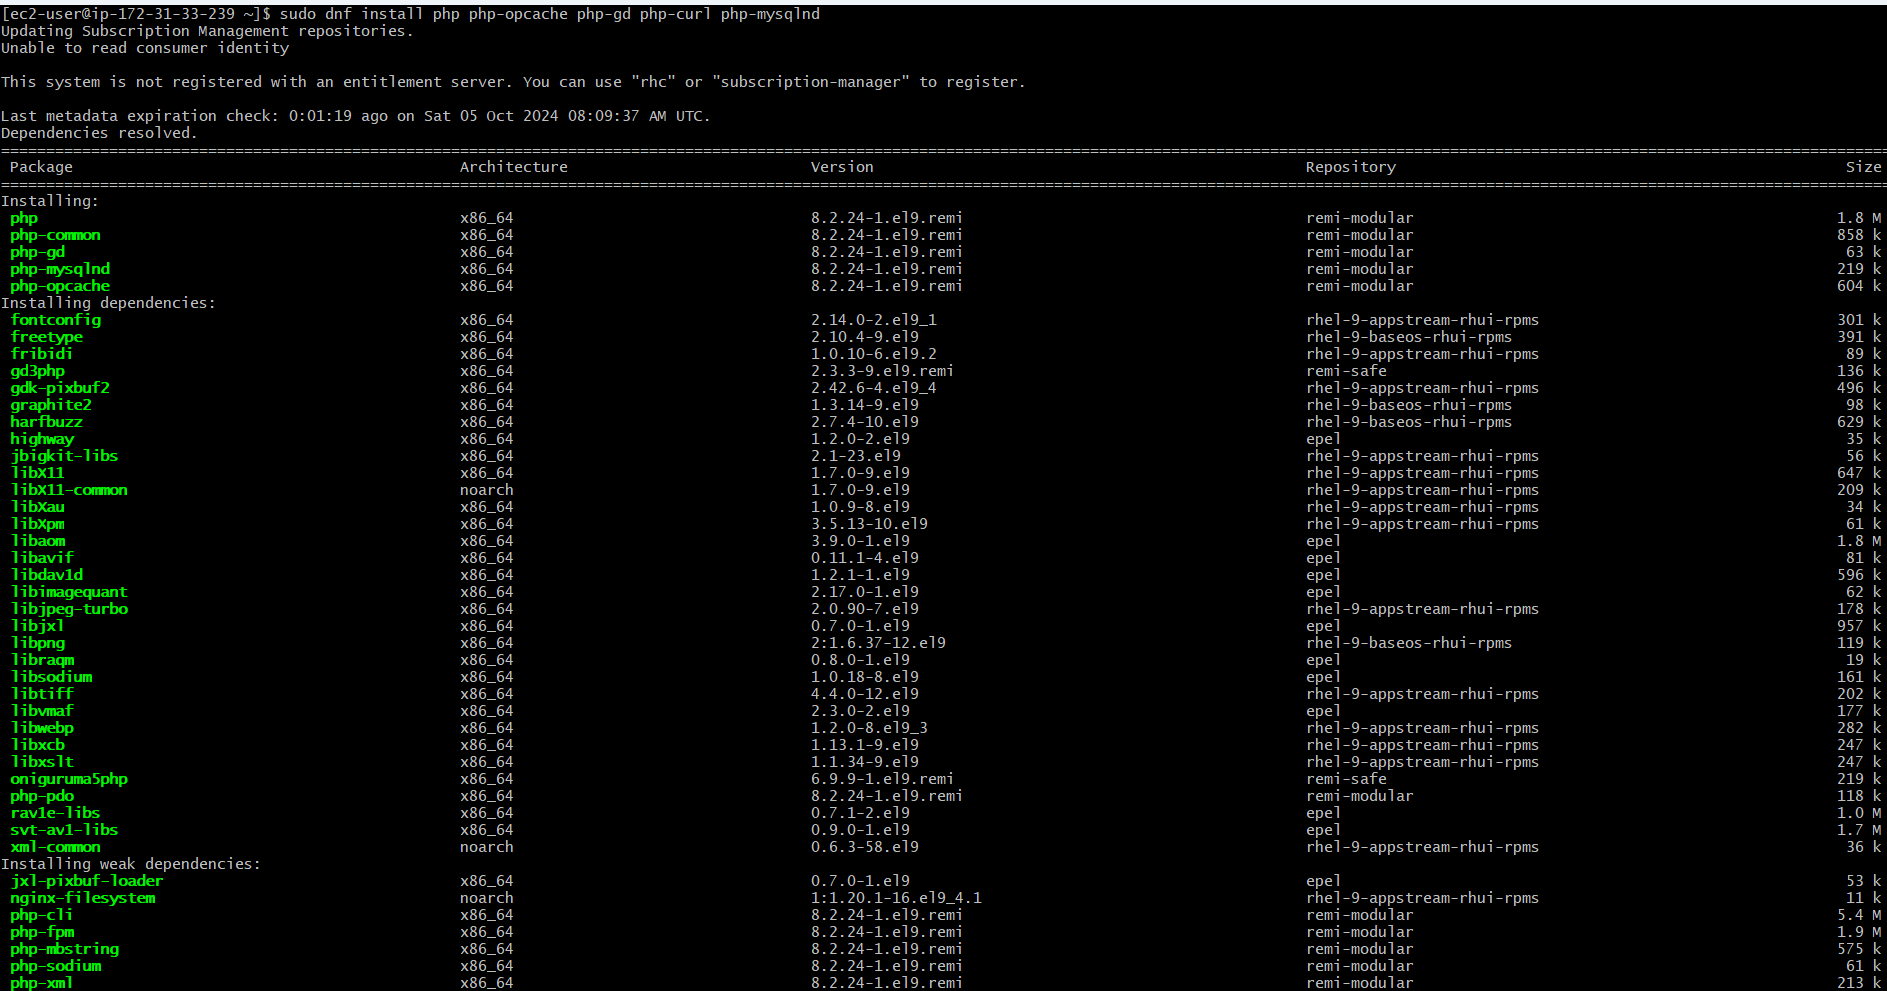 [ec2-user@ip-172-31-33-239 ~]$ sudo dnf install php php-opcache php-gd php-curl php-mysqlnd
Updating Subscription Management repositories.
Unable to read consumer identity
This system is not registered with an entitlement server. You can use "rhc" or "subscription-manager" to register.
Last metadata expiration check: 0:01:19 ago on Sat 05 Oct 2024 08:09:37 AM UTC.
Dependencies resolved.
Package Architecture Version Repository Size
Installing:
php x86_64 8.2.24-1.el9.remi remi-modular 1.8 M
php-common x86_64 8.2.24-1.el9.remi remi-modular 858 k
php-gd x86_64 8.2.24-1.el9.remi remi-modular 63 k
php-mysqlnd x86_64 8.2.24-1.el9.remi remi-modular 219 k
php-opcache x86_64 8.2.24-1.el9.remi remi-modular 604 k
Installing dependencies:
fontconfig x86_64 2.14.0-2.el9_1 rhel-9-appstream-rhui-rpms 301 k
freetype x86_64 2.10.4-9.el9 rhel-9-baseos-rhui-rpms 391 k
fribidi x86_64 1.0.10-6.el9.2 rhel-9-appstream-rhui-rpms 89 k
gd3php x86_64 2.3.3-9.el9.remi remi-safe 136 k
gdk-pixbuf2 x86_64 2.42.6-4.el9_4 rhel-9-appstream-rhui-rpms 496 k
graphite2 x86_64 1.3.14-9.el9 rhel-9-baseos-rhui-rpms 98 k
harfbuzz x86_64 2.7.4-10.el9 rhel-9-baseos-rhui-rpms 629 k
highway x86_64 1.2.0-2.el9 epel 35 k
jbigkit-libs x86_64 2.1-23.el9 rhel-9-appstream-rhui-rpms 56 k
libX11 x86_64 1.7.0-9.el9 rhel-9-appstream-rhui-rpms 647 k
libX11-common noarch 1.7.0-9.el9 rhel-9-appstream-rhui-rpms 209 k
libXau x86_64 1.0.9-8.el9 rhel-9-appstream-rhui-rpms 34 k
libXpm x86_64 3.5.13-10.el9 rhel-9-appstream-rhui-rpms 61 k
libaom x86_64 3.9.0-1.el9 epel 1.8 M
libavif x86_64 0.11.1-4.el9 epel 81 k
libdav1d x86_64 1.2.1-1.el9 epel 596 k
libimagequant x86_64 2.17.0-1.el9 epel 62 k
libjpeg-turbo x86_64 2.0.90-7.el9 rhel-9-appstream-rhui-rpms 178 k
libjxl x86_64 0.7.0-1.el9 epel 957 k
libpng x86_64 2:1.6.37-12.el9 rhel-9-baseos-rhui-rpms 119 k
libraqm x86_64 0.8.0-1.el9 epel 19 k
libsodium x86_64 1.0.18-8.el9 epel 161 k
libtiff x86_64 4.4.0-12.el9 rhel-9-appstream-rhui-rpms 202 k
libvmaf x86_64 2.3.0-2.el9 epel 177 k
libwebp x86_64 1.2.0-8.el9_3 rhel-9-appstream-rhui-rpms 282 k
libxcb x86_64 1.13.1-9.el9 rhel-9-appstream-rhui-rpms 247 k
libxslt x86_64 1.1.34-9.el9 rhel-9-appstream-rhui-rpms 247 k
oniguruma5php x86_64 6.9.9-1.el9.remi remi-safe 219 k
php-pdo x86_64 8.2.24-1.el9.remi remi-modular 118 k
rav1e-libs x86_64 0.7.1-2.el9 epel 1.0 M
svt-av1-libs x86_64 0.9.0-1.el9 epel 1.7 M
xml-common noarch 0.6.3-58.el9 rhel-9-appstream-rhui-rpms 36 k
Installing weak dependencies:
jxl-pixbuf-loader x86_64 0.7.0-1.el9 epel 53 k
nginx-filesystem noarch 1:1.20.1-16.el9_4.1 rhel-9-appstream-rhui-rpms 11 k
php-cli x86_64 8.2.24-1.el9.remi remi-modular 5.4 M
php-fpm x86_64 8.2.24-1.el9.remi remi-modular 1.9 M
php-mbstring x86_64 8.2.24-1.el9.remi remi-modular 575 k
php-sodium x86_64 8.2.24-1.el9.remi remi-modular 61 k
php-xml x86_64 8.2.24-1.el9.remi remi-modular 213 k